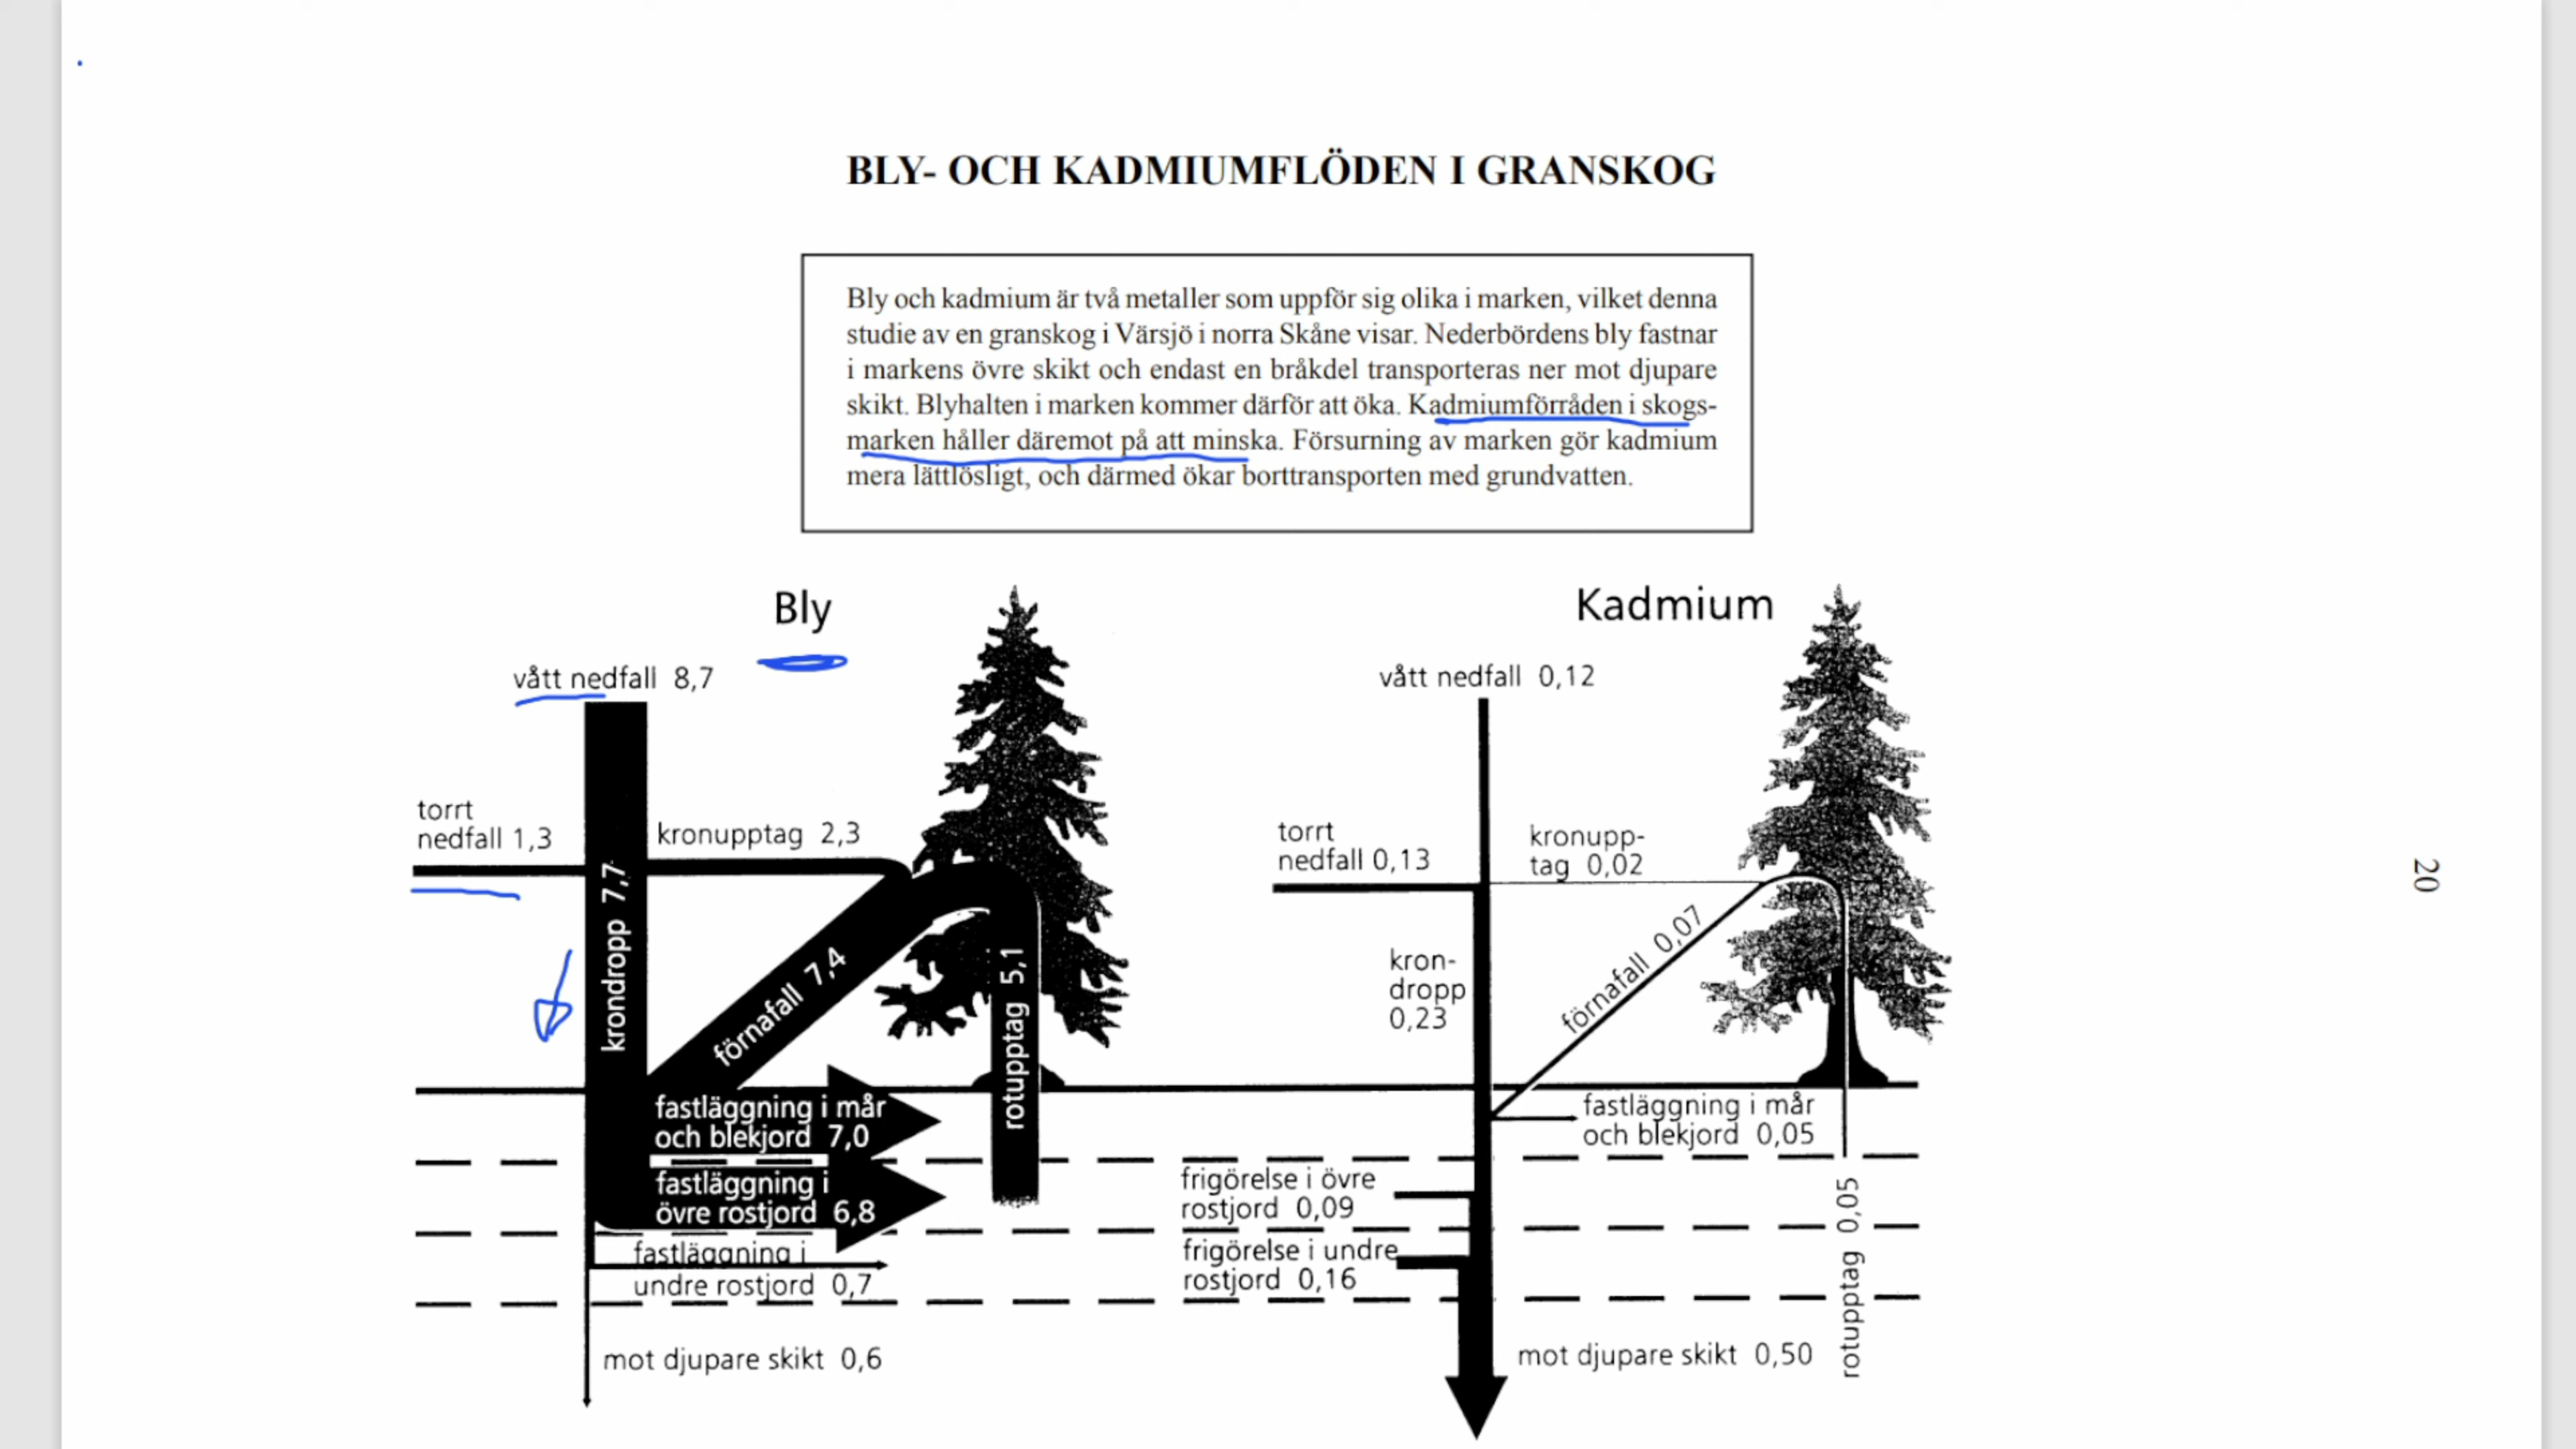 BLY- OCH KADMIUMFLÖDEN I GRANSKOG
Bly och kadmium är två metaller som uppför sig olika i marken, vilket denna
studie av en granskog i Värsjö i norra Skåne visar. Nederbördens bly fastnar
i markens övre skikt och endast en bråkdel transporteras ner mot djupare
skikt. Blyhalten i marken kommer därför att öka. Kadmiumförråden i skogs-
marken håller däremot på att minska. Försurning av marken gör kadmium
mera lättlösligt, och därmed ökar borttransporten med grundvatten.
Bly
vått nedfall 8,7
torrt
nedfall 1,3
kronupptag 2,3
krondropp 7,7
förnafall 7,4
rotupptag 5,1
fastläggning i mår
och blekjord 7,0
fastläggning i
övre rostjord 6,8
fastläggning i
undre rostjord 0,7
mot djupare skikt 0,6
Kadmium
vått nedfall 0,12
torrt
nedfall 0,13
kronupp-
tag 0,02
kron-
dropp
0,23
förnafall 0,07
fastläggning i mår
och blekjord 0,05
frigörelse i övre
rostjord 0,09
frigörelse i undre
rostjord 0,16
rotupptag 0,05
mot djupare skikt 0,50
20